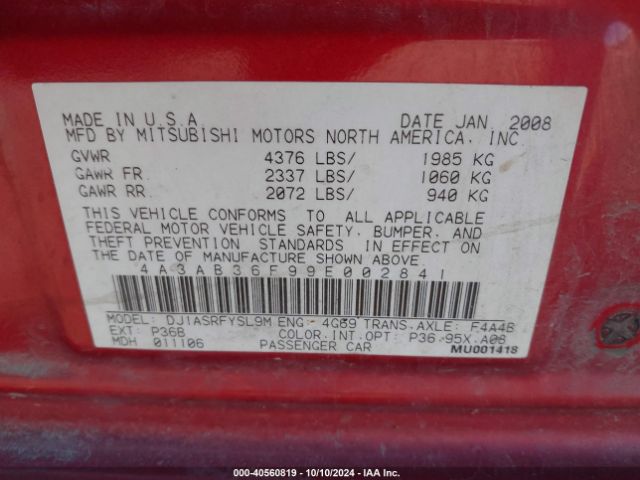 MADE IN U.S.A DATE JAN. 2008
MFD BY MITSUBISHI MOTORS NORTH AMERICA, INC
GVWR 4376 LBS/ 1985 KG
GAWR FR. 2337 LBS/ 1060 KG
GAWR RR. 2072 LBS/ 940 KG
THIS VEHICLE CONFORMS TO ALL APPLICABLE
FEDERAL MOTOR VEHICLE SAFETY, BUMPER, AND
THEFT PREVENTION STANDARDS IN EFFECT ON
THE DATE OF MANUFACTURE SHOWN ABOVE.
4A3AB36F99E002841
MODEL: DJ1ASRFYSL9M ENG 4G69 TRANS.AXLE: F4A4B
EXT: P36B COLOR.INT.OPT: P36 95X.A06
MDH 011106 PASSENGER CAR MU001418
000-40560819 - 10/10/2024 - IAA Inc.